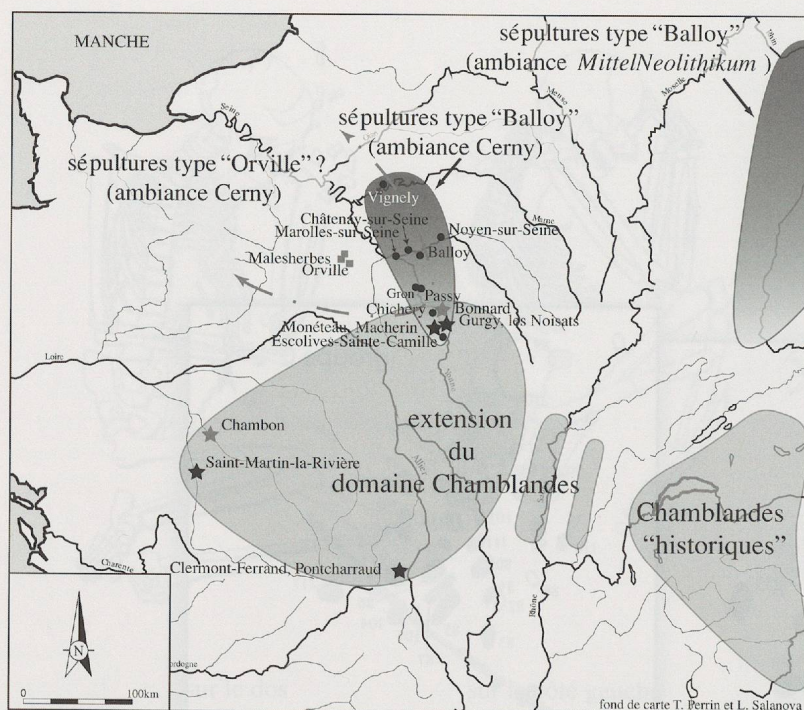 MANCHE
sépultures type "Balloy"
(ambiance MittelNeolithikum )
Rhin
Meuse
Moselle
Seine
Oise
sépultures type "Balloy"
(ambiance Cerny)
sépultures type "Orville" ?
(ambiance Cerny)
Vignely
Marne
Châtenay-sur-Seine
Marolles-sur-Seine
Noyen-sur-Seine
Balloy
Malesherbes
Orville
Gron
Passy
Chichery
Bonnard
Gurgy, les Noisats
Monéteau, Macherin
Escolives-Sainte-Camille
Loire
Yonne
Chambon
extension
du
domaine Chamblandes
Saint-Martin-la-Rivière
Allier
Chamblandes
"historiques"
Charente
Clermont-Ferrand, Pontcharraud
Rhône
N
0
100km
fond de carte T. Perrin et L. Salanova